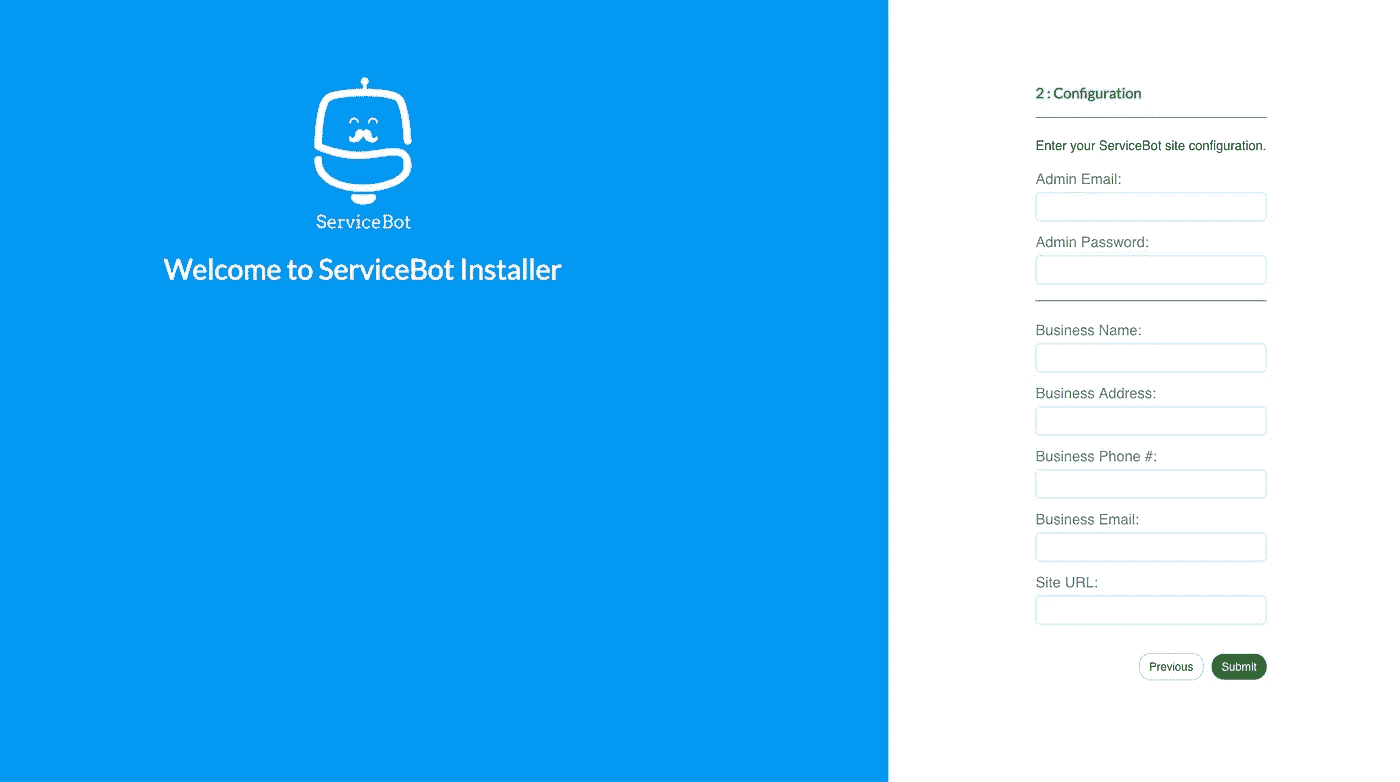 ServiceBot
Welcome to ServiceBot Installer
2 : Configuration
Enter your ServiceBot site configuration.
Admin Email:
Admin Password:
Business Name:
Business Address:
Business Phone #:
Business Email:
Site URL:
Previous
Submit